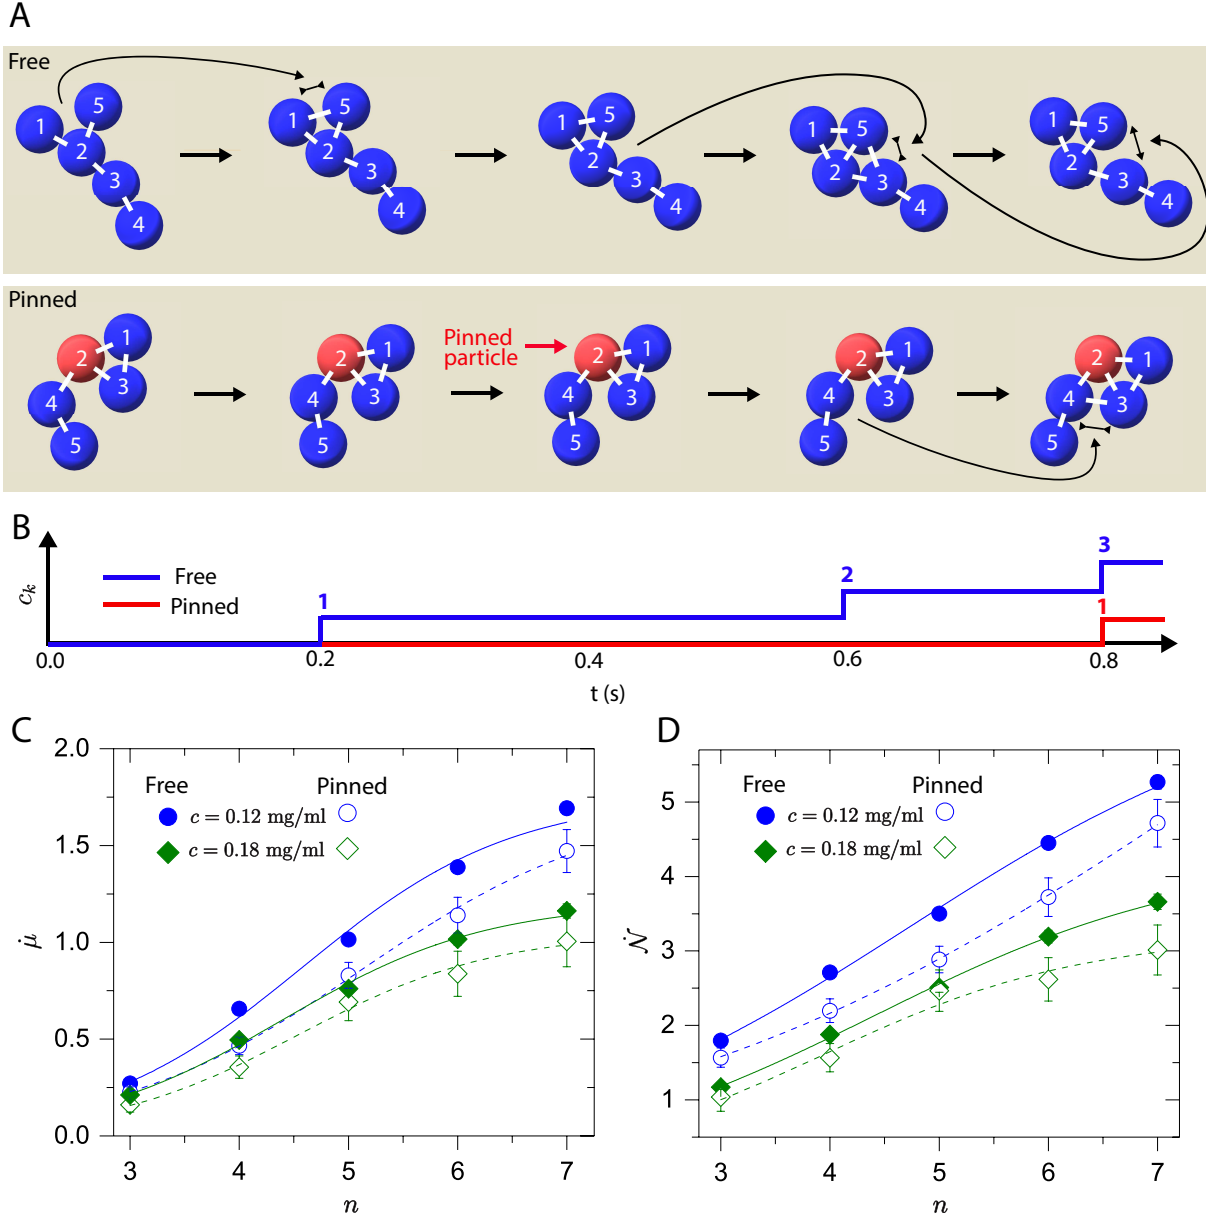 A
Free
1 5 2 3 4
1 5 2 3 4
1 5 2 3 4
1 5 2 3 4
1 5 2 3 4
Pinned
Pinned
particle
2 1 3 4 5
2 1 3 4 5
2 1 3 4 5
2 1 3 4 5
2 1 3 4 5
B
c_k
Free
Pinned
1
2
3
1
0.0 0.2 0.4 0.6 0.8
t (s)
C
2.0
1.5
1.0
0.5
0.0
μ̇
Free Pinned
c = 0.12 mg/ml
c = 0.18 mg/ml
3 4 5 6 7
n
D
5
4
3
2
1
𝒩̇
Free Pinned
c = 0.12 mg/ml
c = 0.18 mg/ml
3 4 5 6 7
n